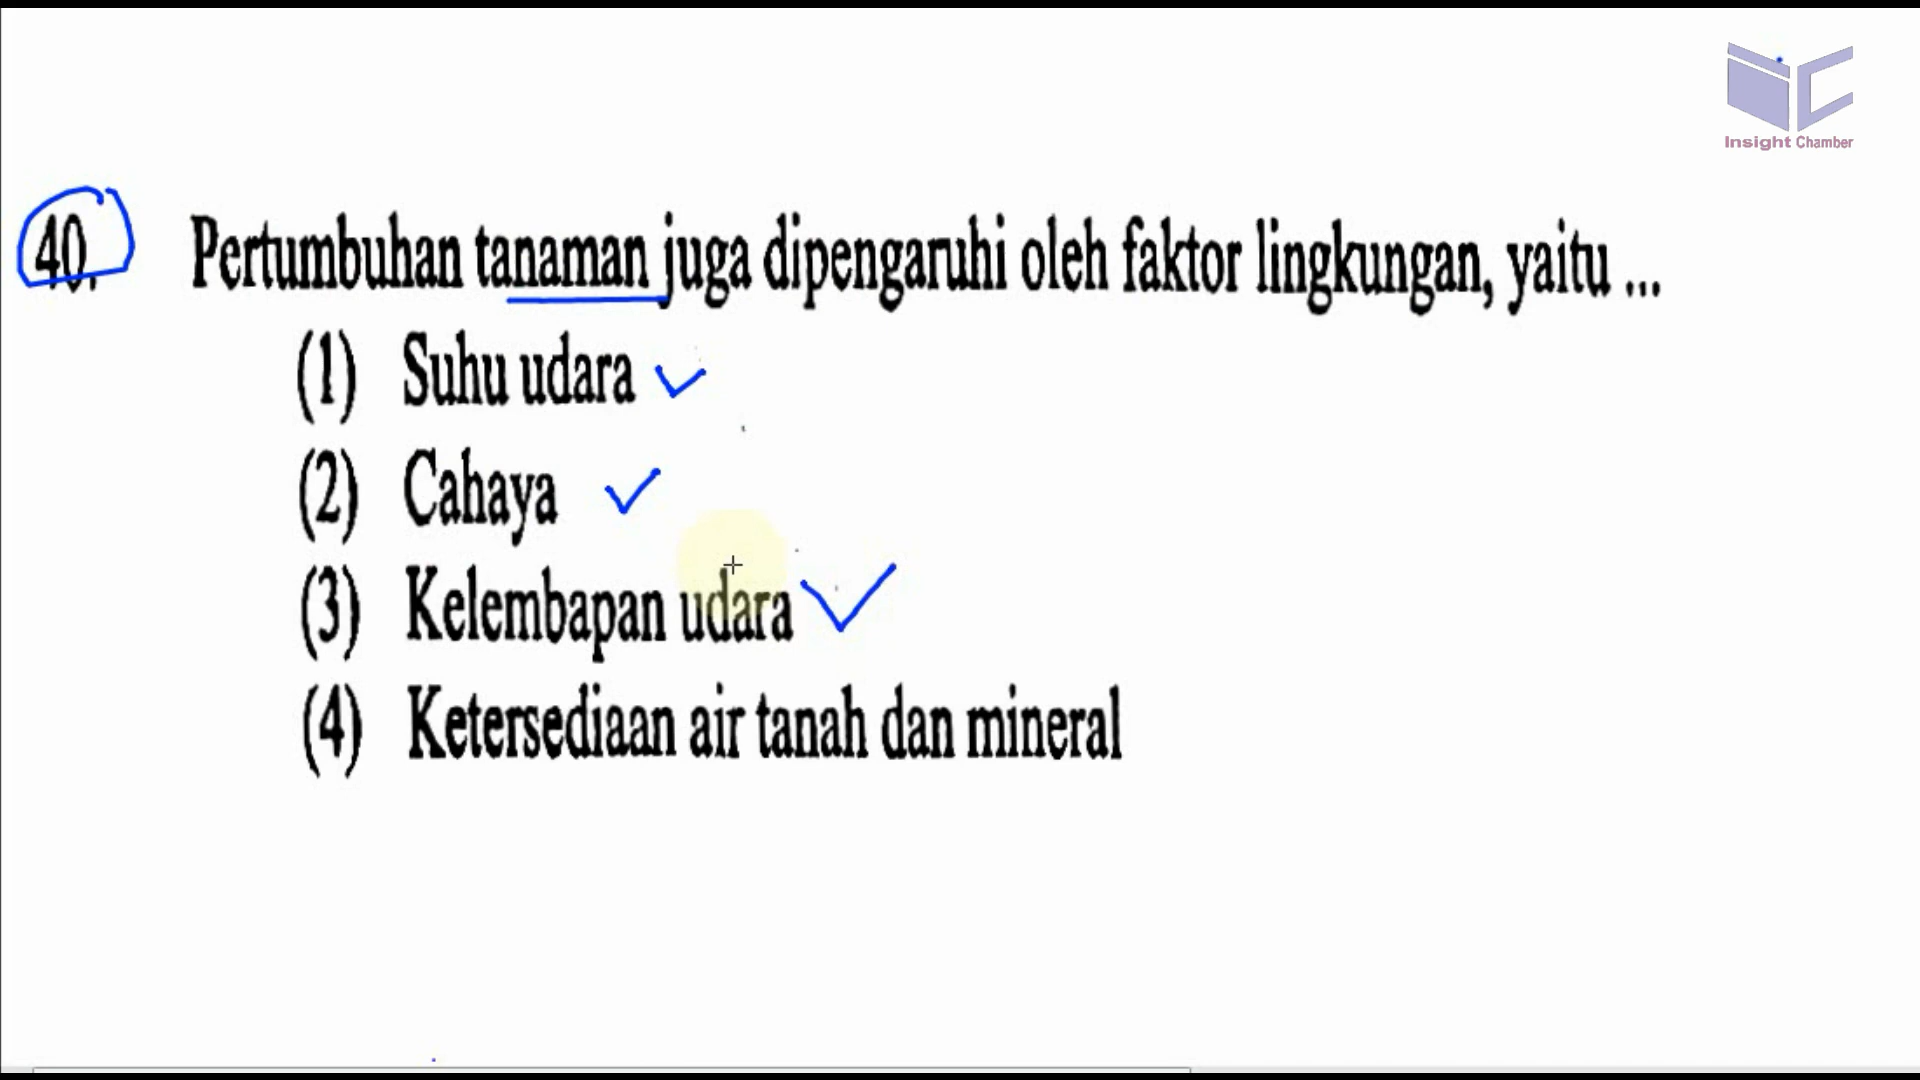 Insight Chamber
40. Pertumbuhan tanaman juga dipengaruhi oleh faktor lingkungan, yaitu ...
(1) Suhu udara
(2) Cahaya
(3) Kelembapan udara
(4) Ketersediaan air tanah dan mineral